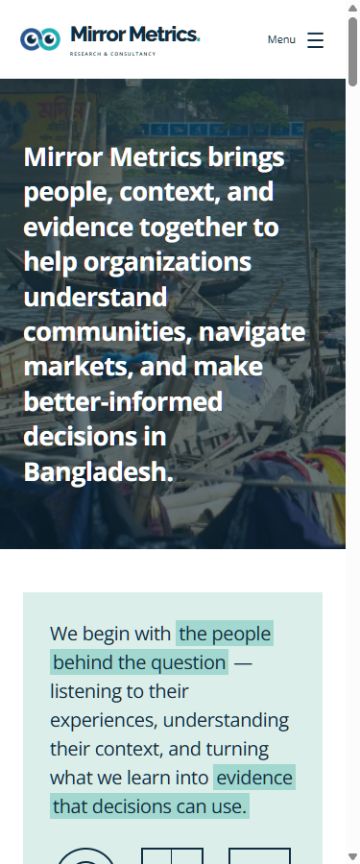 Mirror Metrics.
RESEARCH & CONSULTANCY
Menu
Mirror Metrics brings
people, context, and
evidence together to
help organizations
understand
communities, navigate
markets, and make
better-informed
decisions in
Bangladesh.
We begin with the people
behind the question —
listening to their
experiences, understanding
their context, and turning
what we learn into evidence
that decisions can use.